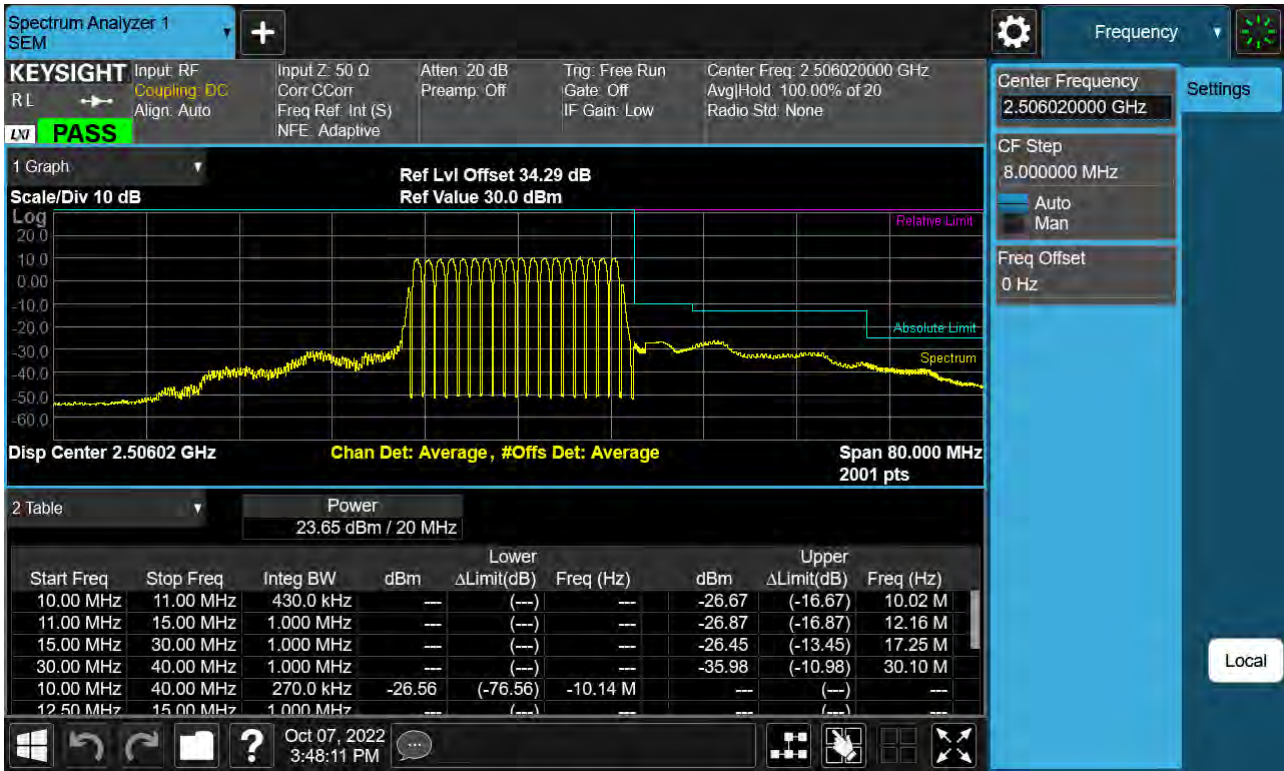 Spectrum Analyzer 1
SEM
Frequency
KEYSIGHT
RL
LXI
PASS
Input: RF
Coupling: DC
Align: Auto
Input Z: 50 Ω
Corr CCorr
Freq Ref: Int (S)
NFE: Adaptive
Atten: 20 dB
Preamp: Off
Trig: Free Run
Gate: Off
IF Gain: Low
Center Freq: 2.506020000 GHz
Avg|Hold: 100.00% of 20
Radio Std: None
Center Frequency
2.506020000 GHz
Settings
CF Step
8.000000 MHz
Auto
Man
Freq Offset
0 Hz
1 Graph
Scale/Div 10 dB
Ref Lvl Offset 34.29 dB
Ref Value 30.0 dBm
Log
20.0
10.0
0.00
-10.0
-20.0
-30.0
-40.0
-50.0
-60.0
Relative Limit
Absolute Limit
Spectrum
Disp Center 2.50602 GHz
Chan Det: Average, #Offs Det: Average
Span 80.000 MHz
2001 pts
2 Table
Power
23.65 dBm / 20 MHz
Lower Upper
Start Freq Stop Freq Integ BW dBm ΔLimit(dB) Freq (Hz) dBm ΔLimit(dB) Freq (Hz)
10.00 MHz 11.00 MHz 430.0 kHz --- (---) --- -26.67 (-16.67) 10.02 M
11.00 MHz 15.00 MHz 1.000 MHz --- (---) --- -26.87 (-16.87) 12.16 M
15.00 MHz 30.00 MHz 1.000 MHz --- (---) --- -26.45 (-13.45) 17.25 M
30.00 MHz 40.00 MHz 1.000 MHz --- (---) --- -35.98 (-10.98) 30.10 M
10.00 MHz 40.00 MHz 270.0 kHz -26.56 (-76.56) -10.14 M --- (---) ---
12.50 MHz 15.00 MHz 1.000 MHz --- (---) --- --- (---) ---
Local
Oct 07, 2022
3:48:11 PM